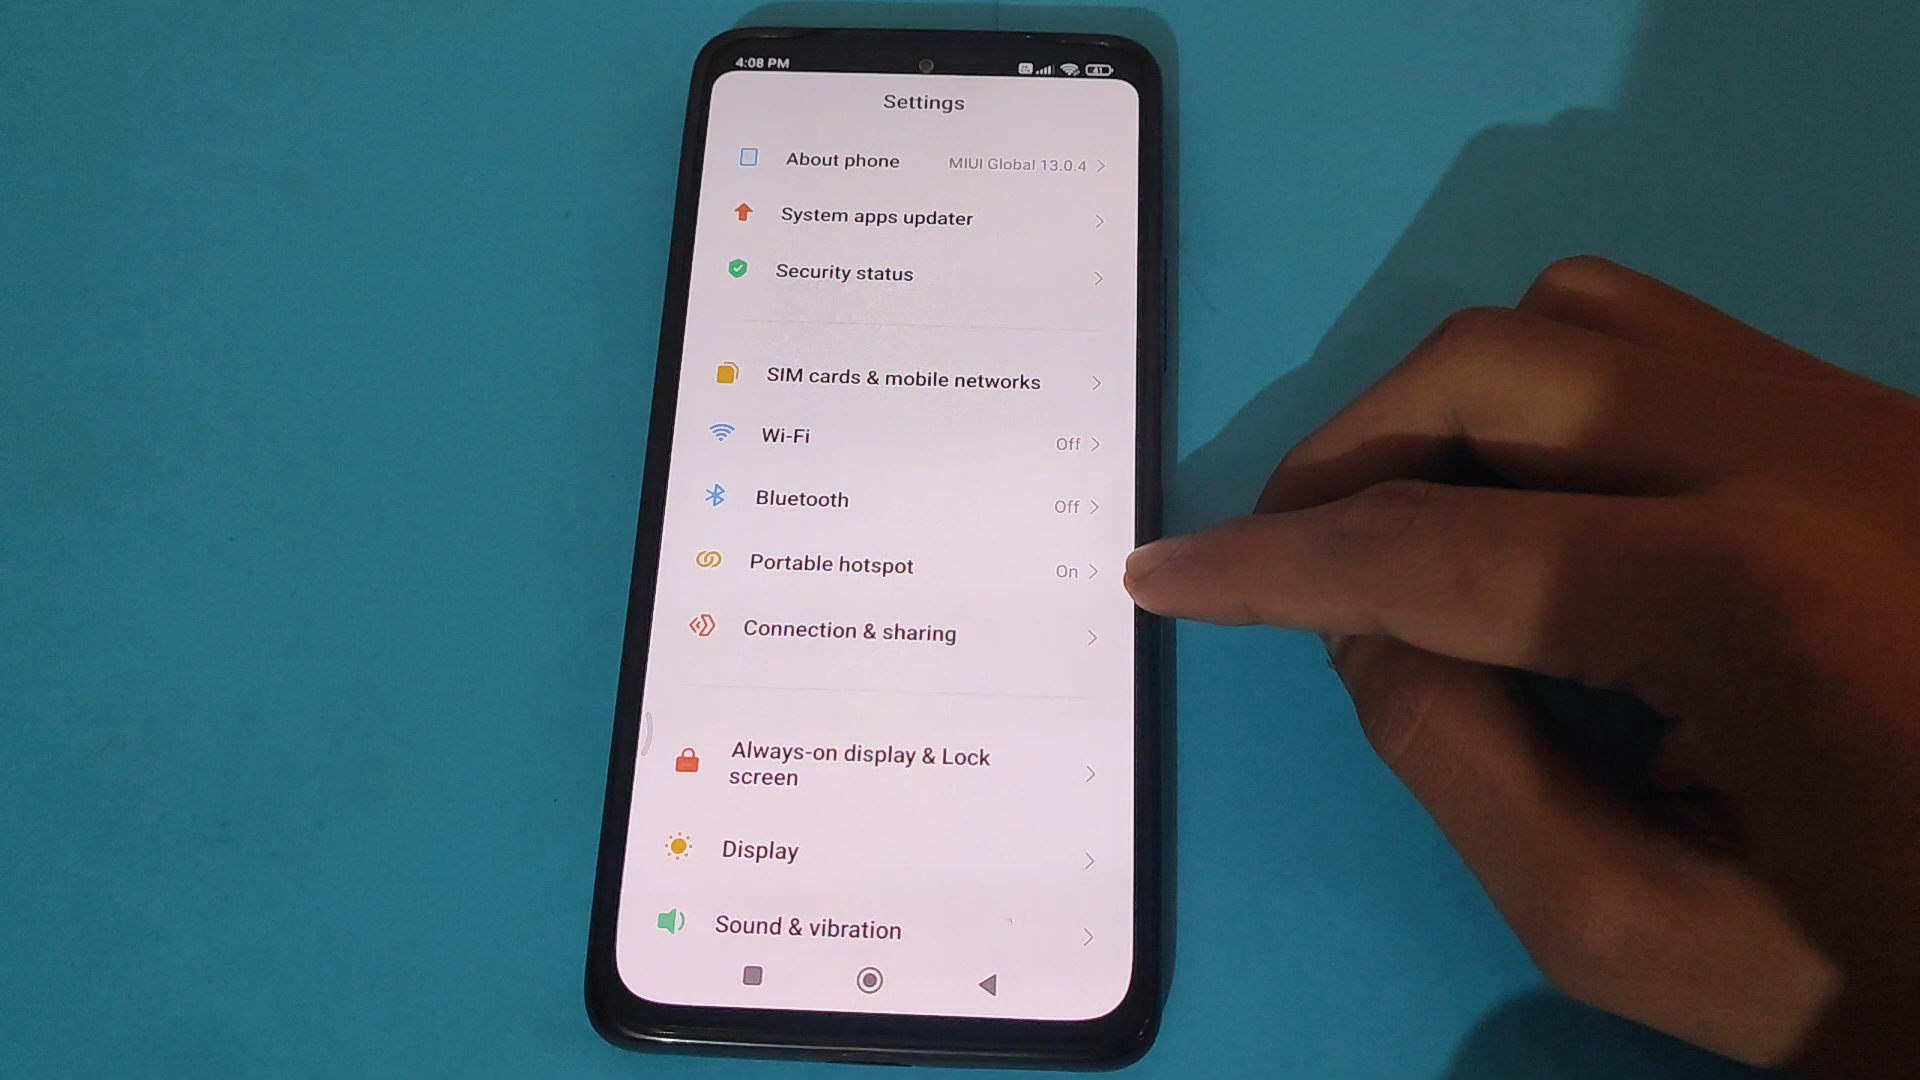 4:08 PM
41
Settings
About phone MIUI Global 13.0.4
System apps updater
Security status
SIM cards & mobile networks
Wi-Fi Off
Bluetooth Off
Portable hotspot On
Connection & sharing
Always-on display & Lock
screen
Display
Sound & vibration